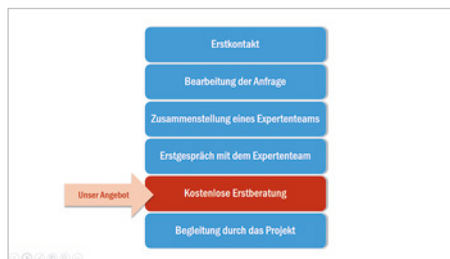 Erstkontakt
Bearbeitung der Anfrage
Zusammenstellung eines Expertenteams
Erstgespräch mit dem Expertenteam
Unser Angebot
Kostenlose Erstberatung
Begleitung durch das Projekt